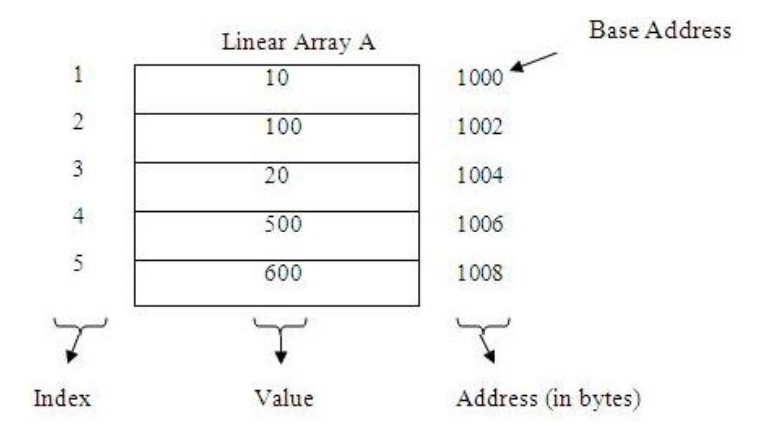 Base Address
Linear Array A
1 10 1000
2 100 1002
3 20 1004
4 500 1006
5 600 1008
Index Value Address (in bytes)